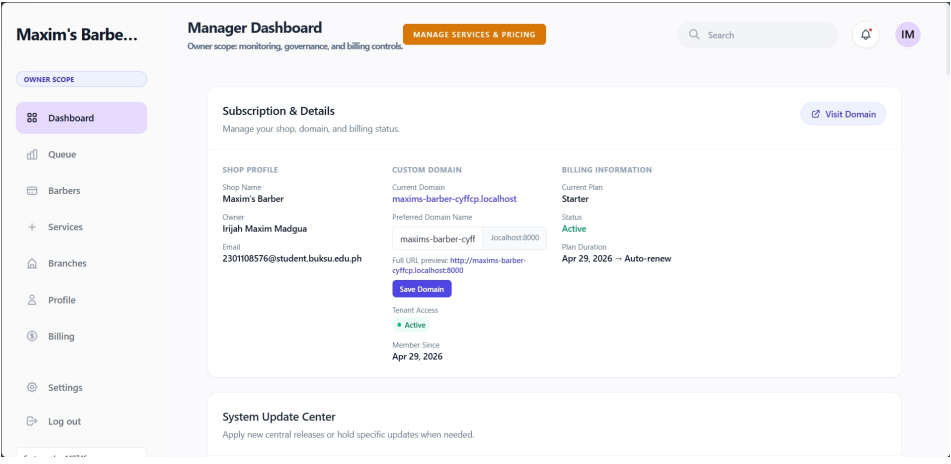 Maxim's Barbe...
OWNER SCOPE
Dashboard
Queue
Barbers
Services
Branches
Profile
Billing
Settings
Log out
Manager Dashboard
Owner scope: monitoring, governance, and billing controls.
MANAGE SERVICES & PRICING
Search
IM
Subscription & Details
Manage your shop, domain, and billing status.
Visit Domain
SHOP PROFILE
Shop Name
Maxim's Barber
Owner
Irijah Maxim Madgua
Email
2301108576@student.buksu.edu.ph
CUSTOM DOMAIN
Current Domain
maxims-barber-cyffcp.localhost
Preferred Domain Name
maxims-barber-cyff
.localhost:8000
Full URL preview: http://maxims-barber-
cyffcp.localhost:8000
Save Domain
Tenant Access
Active
Member Since
Apr 29, 2026
BILLING INFORMATION
Current Plan
Starter
Status
Active
Plan Duration
Apr 29, 2026 → Auto-renew
System Update Center
Apply new central releases or hold specific updates when needed.